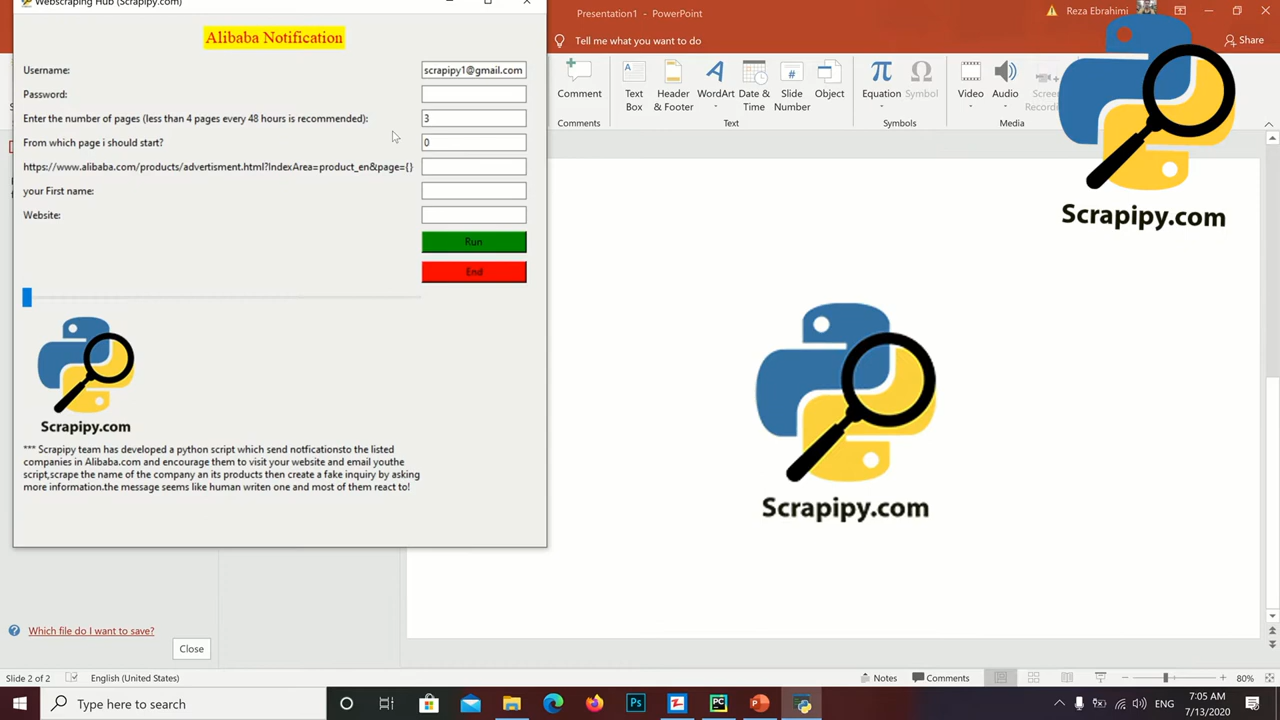 Webscraping Hub (Scrapipy.com)
Presentation1 - PowerPoint
Reza Ebrahimi
Alibaba Notification
Tell me what you want to do
Share
Username:
scrapipy1@gmail.com
Password:
Enter the number of pages (less than 4 pages every 48 hours is recommended):
3
From which page i should start?
0
https://www.alibaba.com/products/advertisment.html?IndexArea=product_en&page={}
your First name:
Website:
Run
End
Comment
Text Box
Header & Footer
WordArt
Date & Time
Slide Number
Object
Equation
Symbol
Video
Audio
Screen Recording
Comments
Text
Symbols
Media
Scrapipy.com
Scrapipy.com
Scrapipy.com
*** Scrapipy team has developed a python script which send notficationsto the listed
companies in Alibaba.com and encourage them to visit your website and email youthe
script,scrape the name of the company an its products then create a fake inquiry by asking
more information.the message seems like human writen one and most of them react to!
Which file do I want to save?
Close
Slide 2 of 2
English (United States)
Notes
Comments
80%
Type here to search
Ps
PC
ENG
7:05 AM
7/13/2020